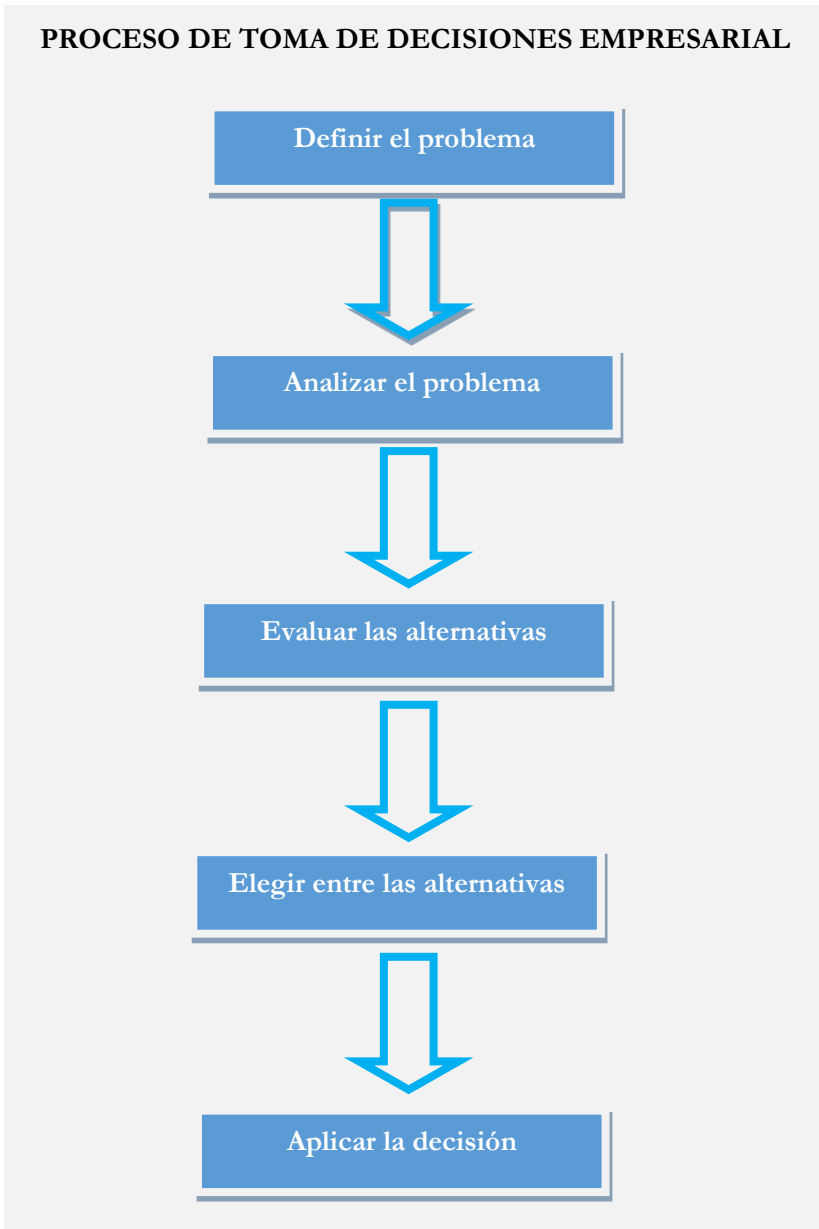 PROCESO DE TOMA DE DECISIONES EMPRESARIAL
Definir el problema
Analizar el problema
Evaluar las alternativas
Elegir entre las alternativas
Aplicar la decisión